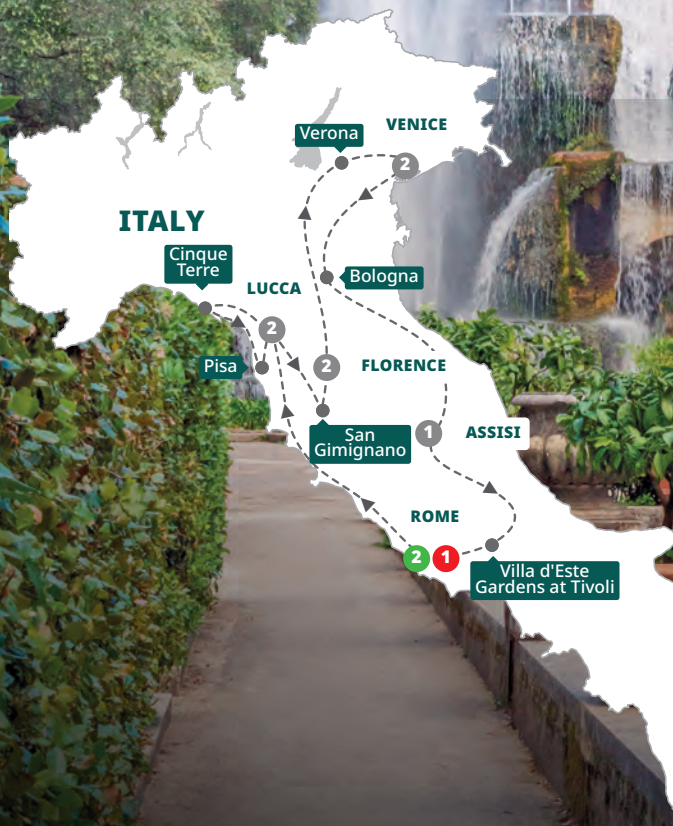 VENICE
Verona
2
ITALY
Cinque
Terre
Bologna
LUCCA
2
Pisa
2
FLORENCE
San
Gimignano
1
ASSISI
ROME
2
1
Villa d'Este
Gardens at Tivoli